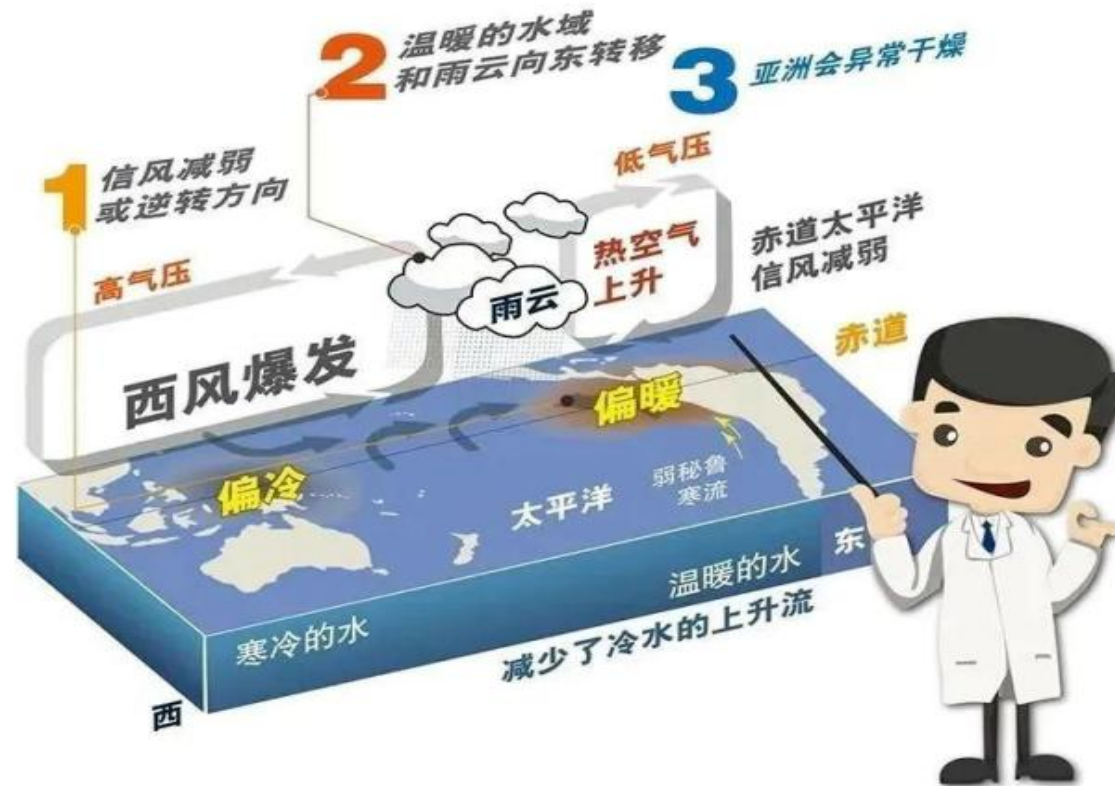 1
信风减弱
或逆转方向
2
温暖的水域
和雨云向东转移
3
亚洲会异常干燥
高气压
低气压
热空气
上升
雨云
赤道太平洋
信风减弱
西风爆发
赤道
偏冷
偏暖
太平洋
弱秘鲁
寒流
东
温暖的水
寒冷的水
减少了冷水的上升流
西